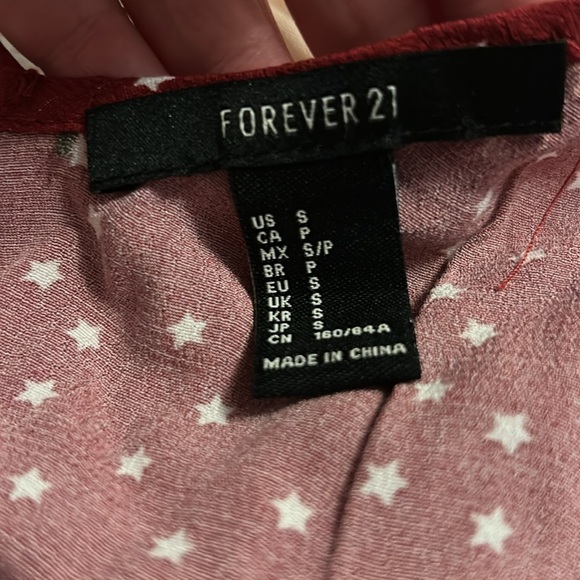 FOREVER 21
US S
CA P
MX S/P
BR P
EU S
UK S
KR S
JP S
CN 160/84A
MADE IN CHINA